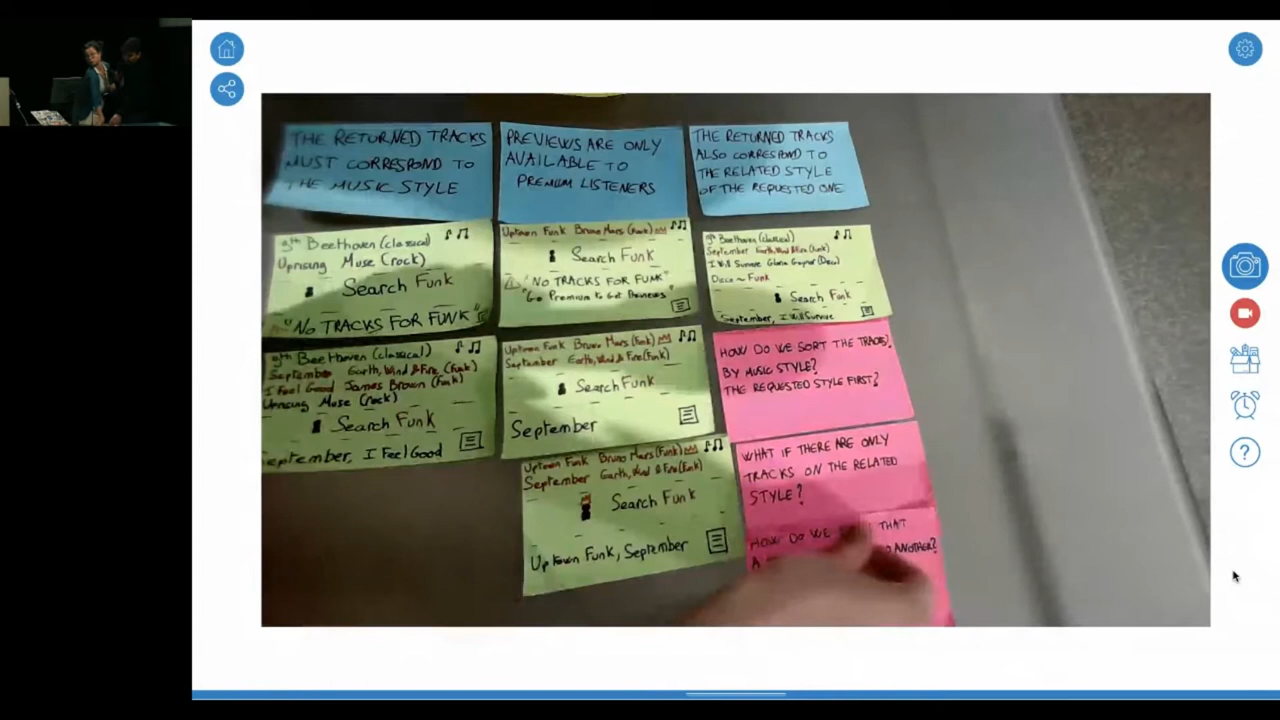 THE RETURNED TRACKS
MUST CORRESPOND TO
THE MUSIC STYLE
PREVIEWS ARE ONLY
AVAILABLE TO
PREMIUM LISTENERS
THE RETURNED TRACKS
ALSO CORRESPOND TO
THE RELATED STYLE
OF THE REQUESTED ONE
9th Beethoven (classical)
Uprising Muse (rock)
Search Funk
"No TRACKS FOR FUNK"
9th Beethoven (classical)
September Earth, Wind & Fire (Funk)
I Feel Good James Brown (Funk)
Uprising Muse (rock)
Search Funk
September, I Feel Good
Uptown Funk Bruno Mars (Funk)
Search Funk
"NO TRACKS FOR FUNK"
"Go Premium to Get Previews"
Uptown Funk Bruno Mars (Funk)
September Earth, Wind & Fire (Funk)
Search Funk
September
Uptown Funk Bruno Mars (Funk)
September Earth, Wind & Fire (Funk)
Search Funk
Uptown Funk, September
9th Beethoven (classical)
September Earth, Wind & Fire (Funk)
I Will Survive Gloria Gaynor (Disco)
Disco ~ Funk
Search Funk
September, I Will Survive
HOW DO WE SORT THE TRACKS?
BY MUSIC STYLE?
THE REQUESTED STYLE FIRST?
WHAT IF THERE ARE ONLY
TRACKS ON THE RELATED
STYLE?
HOW DO WE THAT
A ANOTHER?